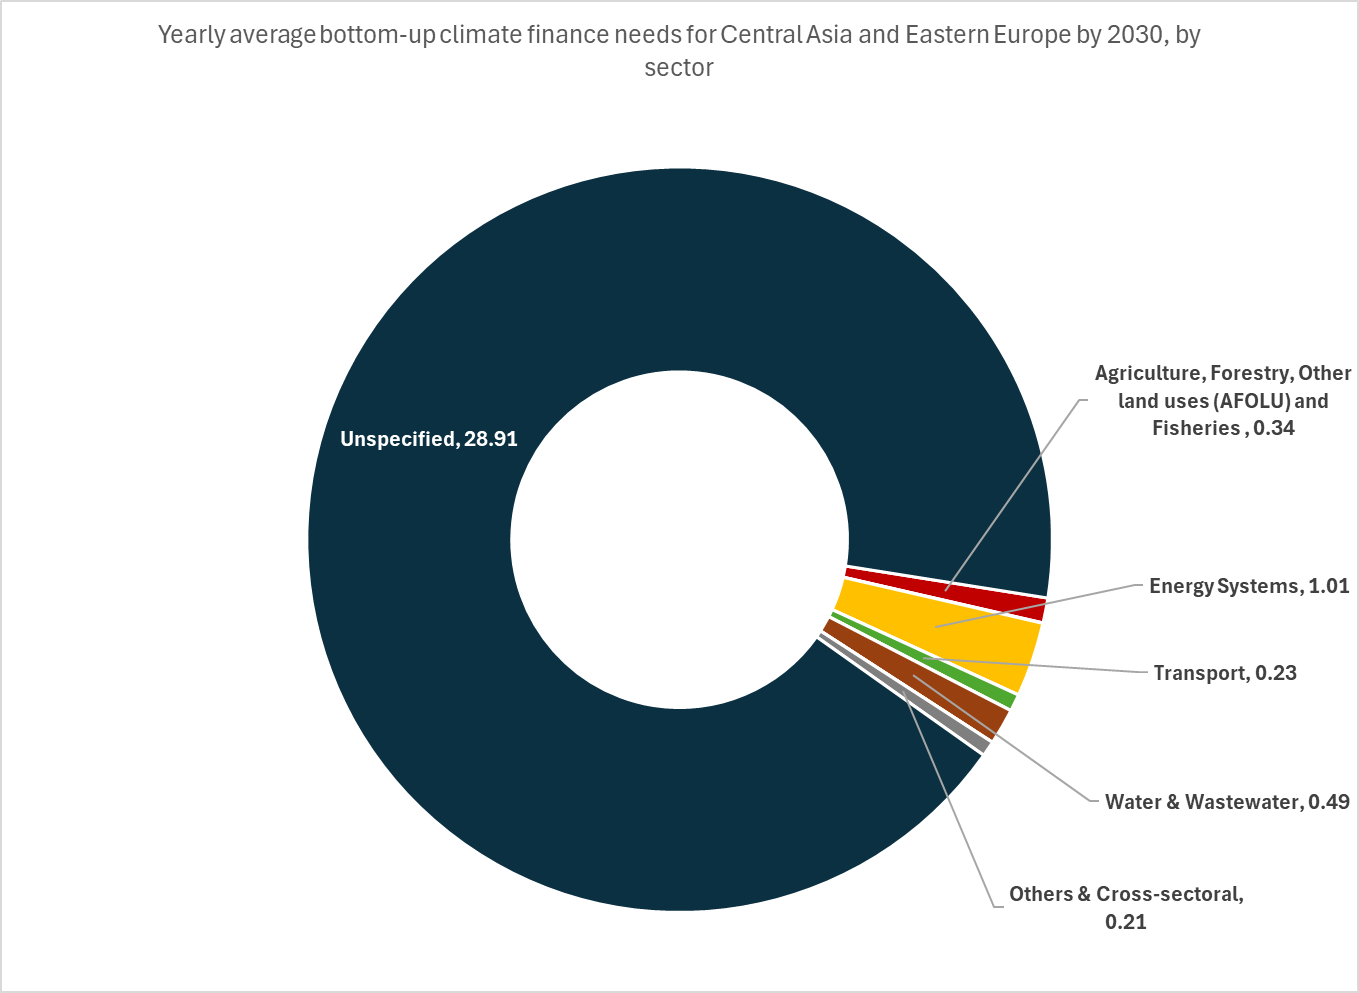 Yearly average bottom-up climate finance needs for Central Asia and Eastern Europe by 2030, by
sector
Agriculture, Forestry, Other
land uses (AFOLU) and
Fisheries , 0.34
Unspecified, 28.91
Energy Systems, 1.01
Transport, 0.23
Water & Wastewater, 0.49
Others & Cross-sectoral,
0.21